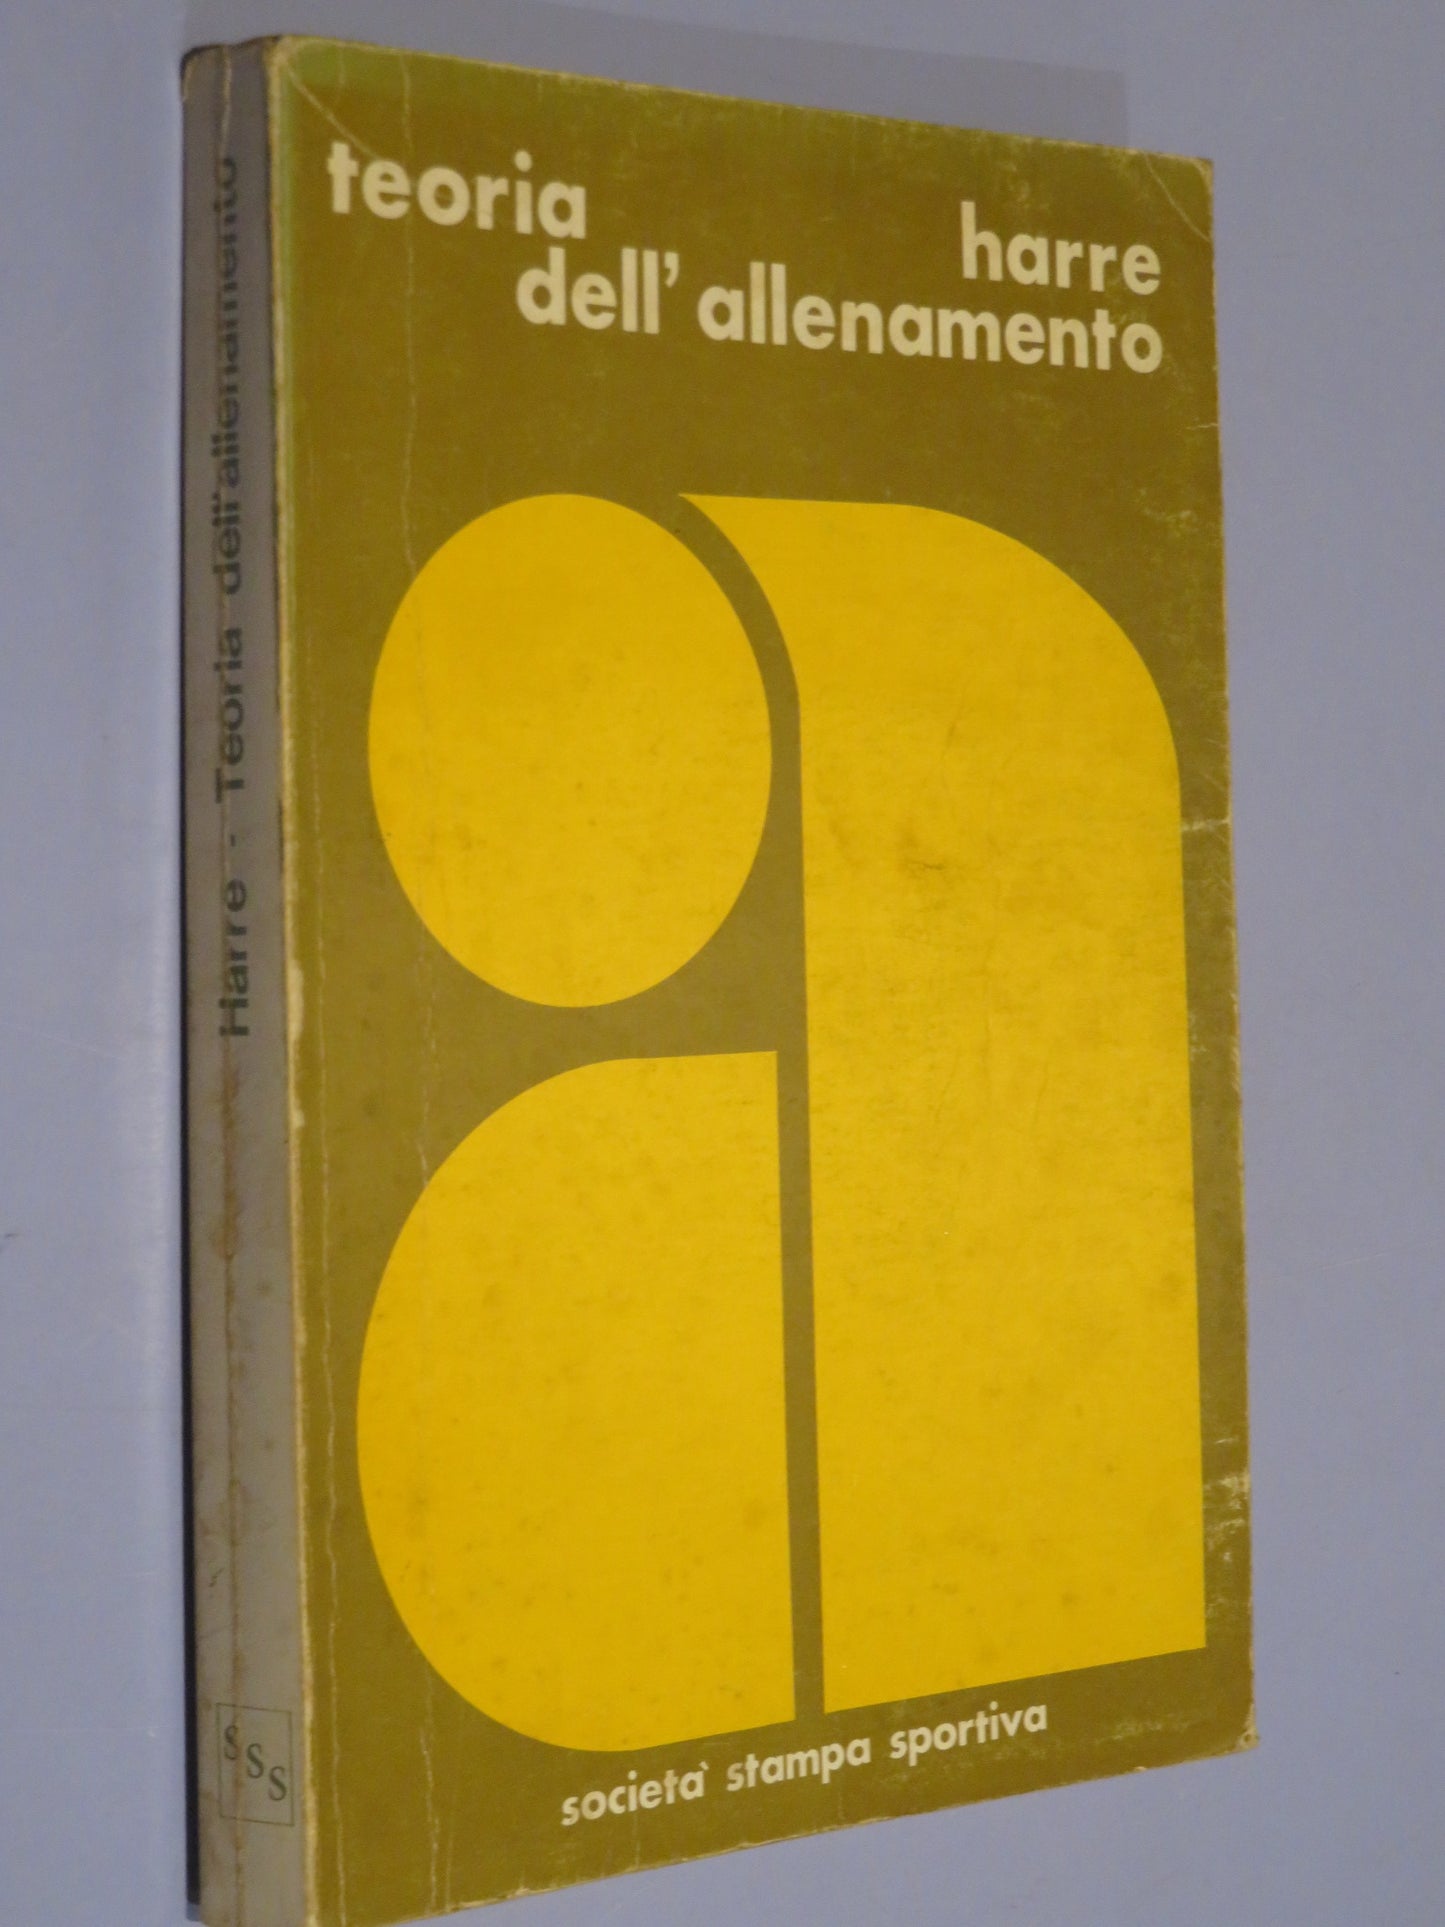 teoria
harre
dell' allenamento
società stampa sportiva
Harre - Teoria dell'allenamento
SSS